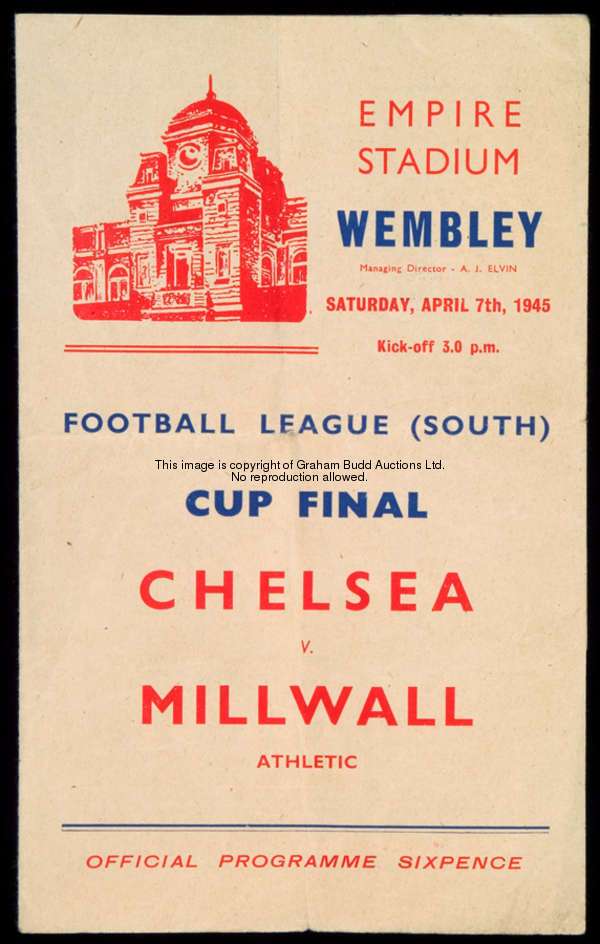 EMPIRE
STADIUM
WEMBLEY
Managing Director - A. J. ELVIN
SATURDAY, APRIL 7th, 1945
Kick-off 3.0 p.m.
FOOTBALL LEAGUE (SOUTH)
This image is copyright of Graham Budd Auctions Ltd.
No reproduction allowed.
CUP FINAL
CHELSEA
v.
MILLWALL
ATHLETIC
OFFICIAL PROGRAMME SIXPENCE